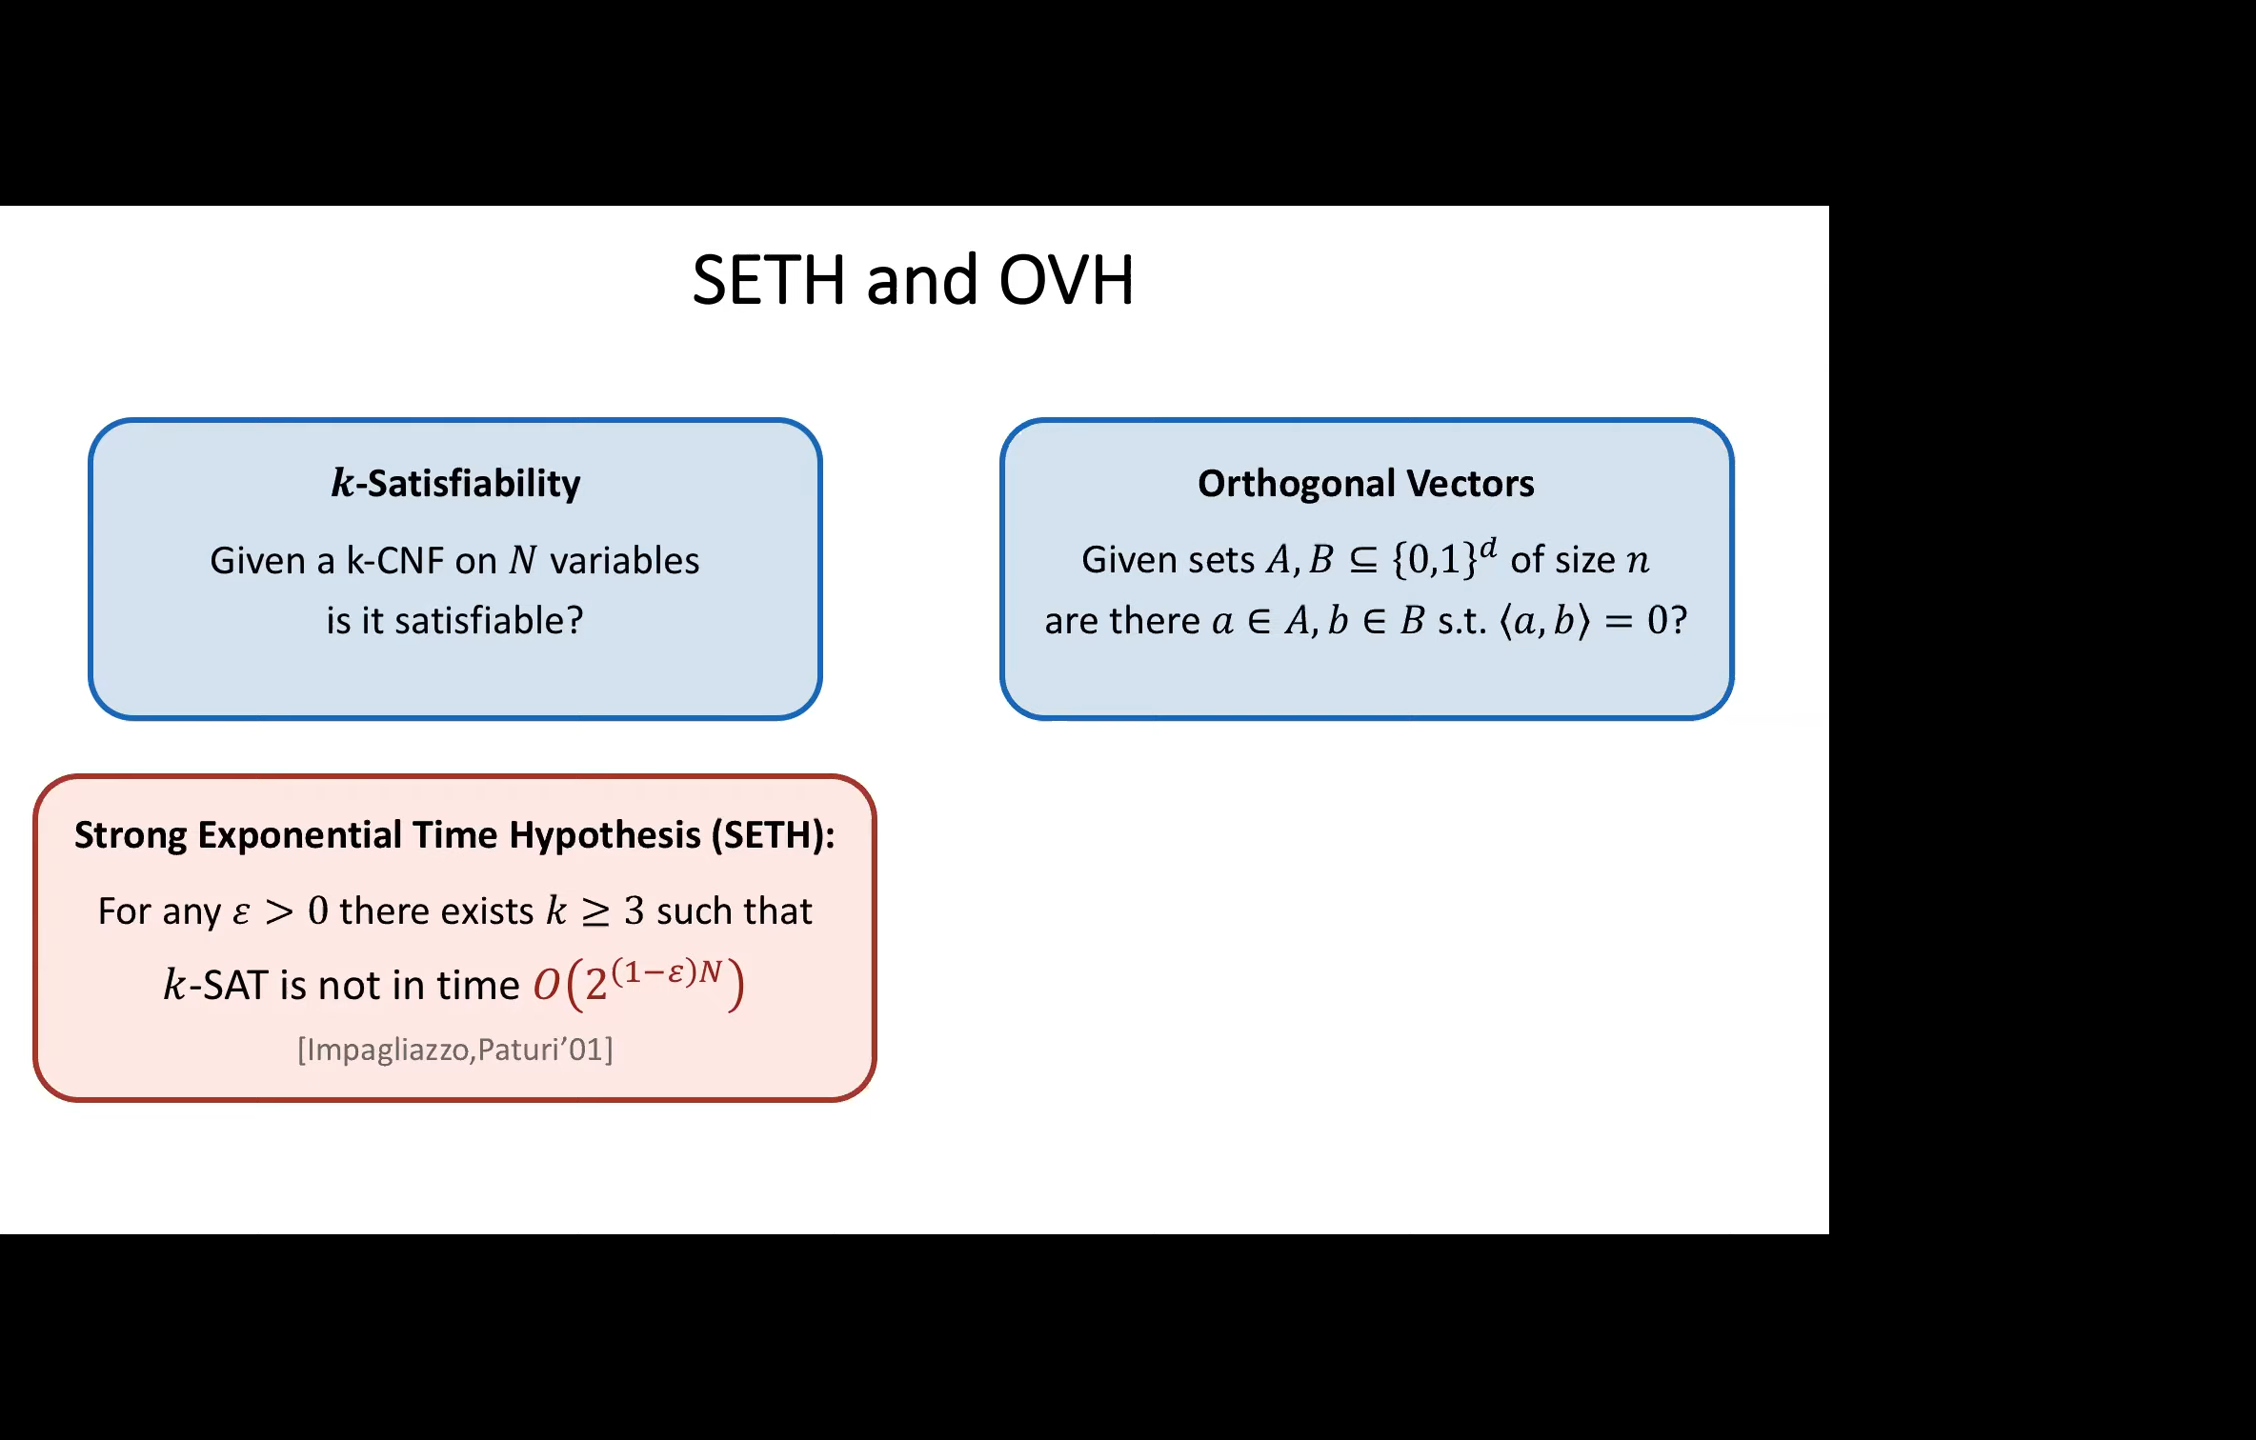 SETH and OVH
k-Satisfiability
Given a k-CNF on N variables
is it satisfiable?
Orthogonal Vectors
Given sets A, B ⊆ {0,1}^d of size n
are there a ∈ A, b ∈ B s.t. ⟨a, b⟩ = 0?
Strong Exponential Time Hypothesis (SETH):
For any ε > 0 there exists k ≥ 3 such that
k-SAT is not in time O(2^(1−ε)N)
[Impagliazzo,Paturi’01]